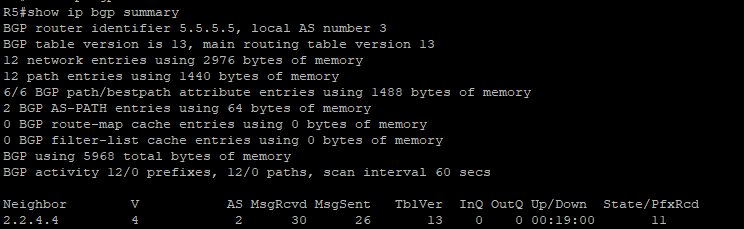 R5#show ip bgp summary
BGP router identifier 5.5.5.5, local AS number 3
BGP table version is 13, main routing table version 13
12 network entries using 2976 bytes of memory
12 path entries using 1440 bytes of memory
6/6 BGP path/bestpath attribute entries using 1488 bytes of memory
2 BGP AS-PATH entries using 64 bytes of memory
0 BGP route-map cache entries using 0 bytes of memory
0 BGP filter-list cache entries using 0 bytes of memory
BGP using 5968 total bytes of memory
BGP activity 12/0 prefixes, 12/0 paths, scan interval 60 secs
Neighbor V AS MsgRcvd MsgSent TblVer InQ OutQ Up/Down State/PfxRcd
2.2.4.4 4 2 30 26 13 0 0 00:19:00 11